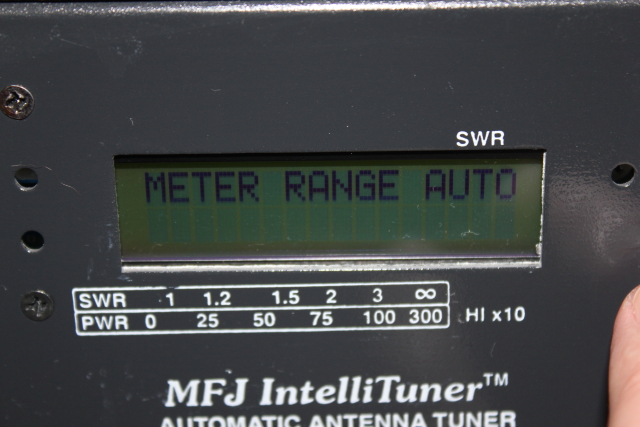 SWR
METER RANGE AUTO
SWR 1 1.2 1.5 2 3 ∞
PWR 0 25 50 75 100 300 HI x10
MFJ IntelliTuner™
AUTOMATIC ANTENNA TUNER